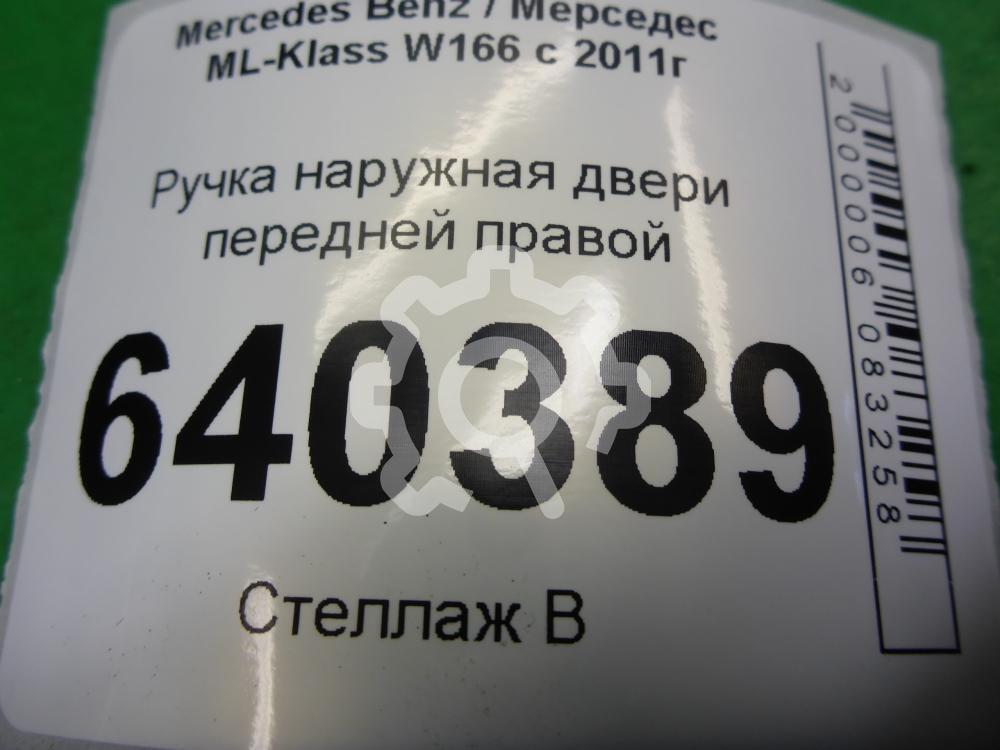 Mercedes Benz / Мерседес
ML-Klass W166 с 2011г
Ручка наружная двери
передней правой
640389
Стеллаж В
2000006083258